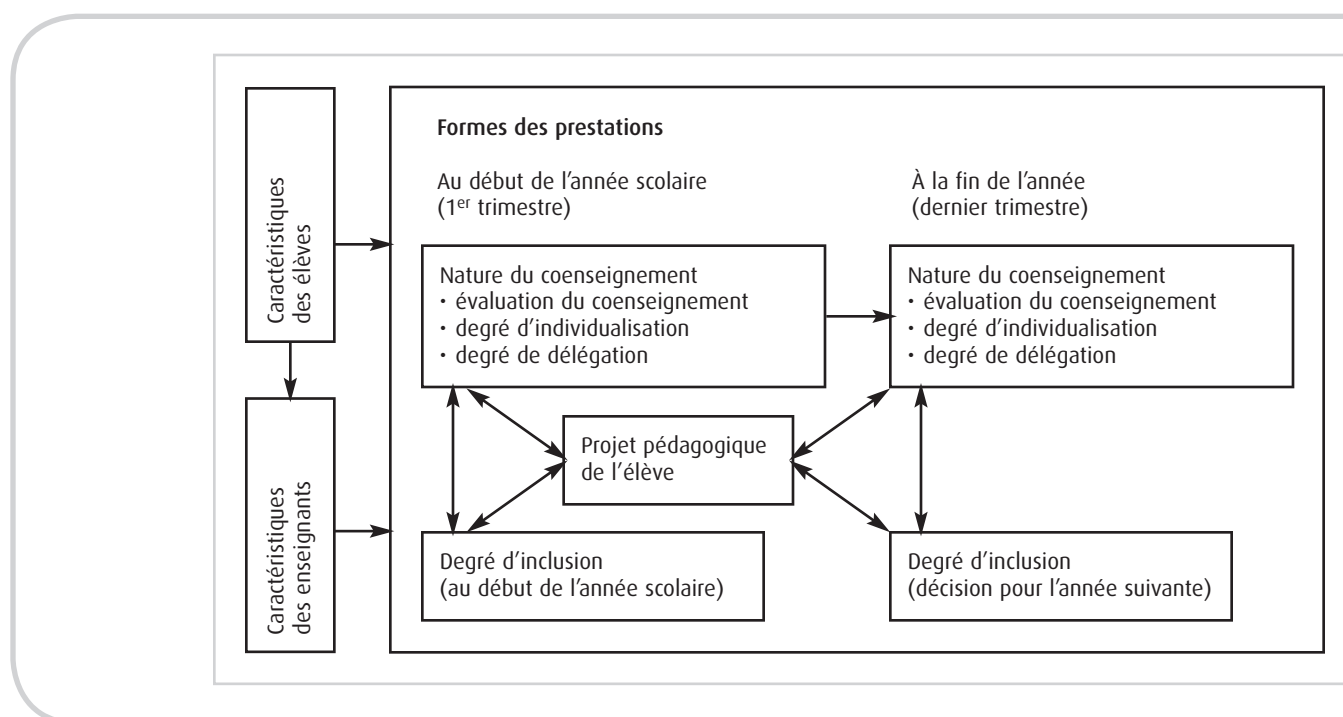 Caractéristiques
des élèves
Caractéristiques
des enseignants
Formes des prestations
Au début de l'année scolaire
(1er trimestre)
À la fin de l'année
(dernier trimestre)
Nature du coenseignement
• évaluation du coenseignement
• degré d'individualisation
• degré de délégation
Nature du coenseignement
• évaluation du coenseignement
• degré d'individualisation
• degré de délégation
Projet pédagogique
de l'élève
Degré d'inclusion
(au début de l'année scolaire)
Degré d'inclusion
(décision pour l'année suivante)